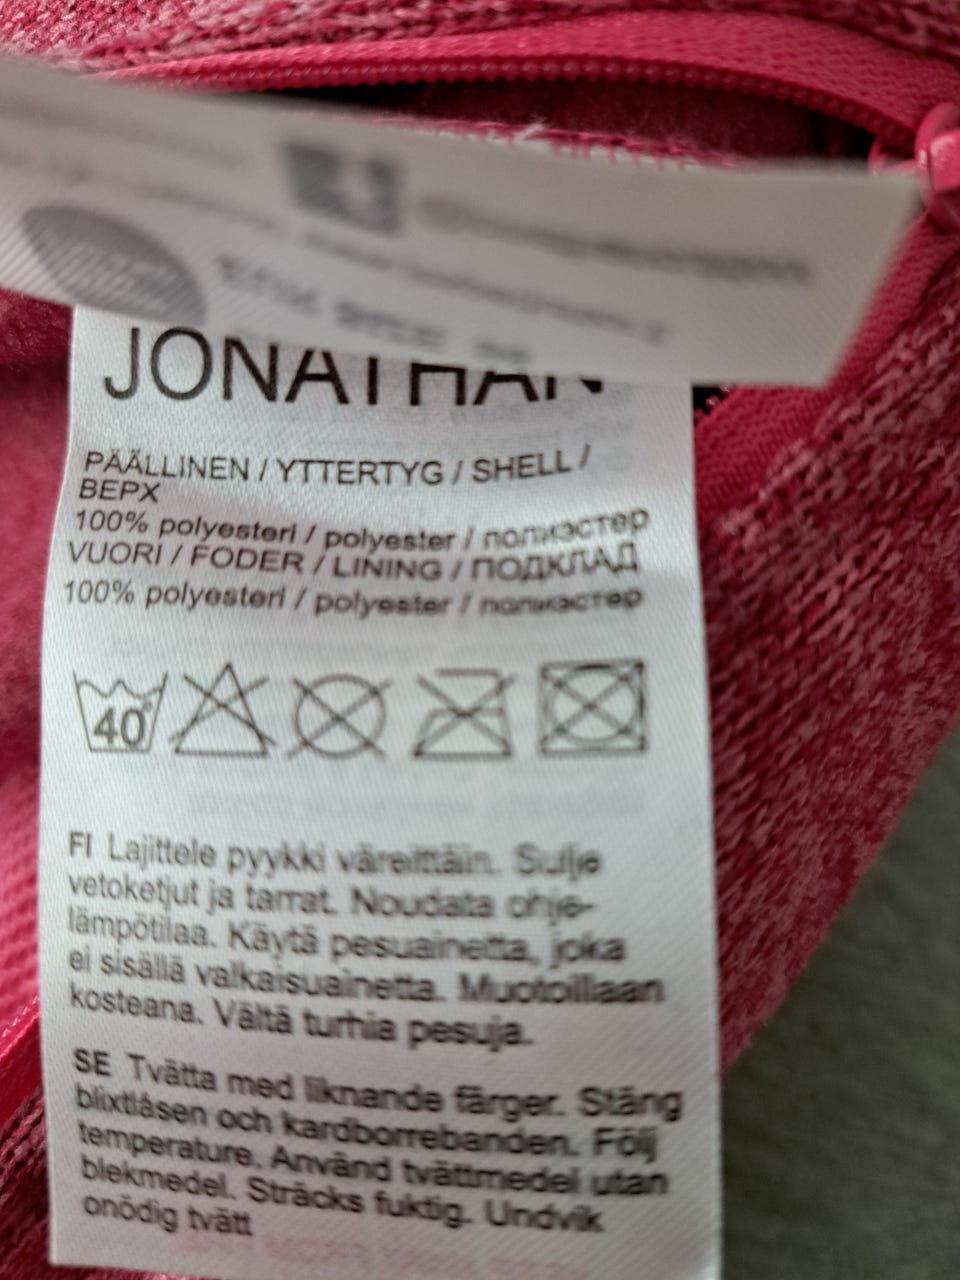 JONATHAN
PÄÄLLINEN / YTTERTYG / SHELL /
ВЕРХ
100% polyesteri / polyester / полиэстер
VUORI / FODER / LINING / ПОДКЛАД
100% polyesteri / polyester / полиэстер
40°
FI Lajittele pyykki väreittäin. Sulje
vetoketjut ja tarrat. Noudata ohje-
lämpötilaa. Käytä pesuainetta, joka
ei sisällä valkaisuainetta. Muotoillaan
kosteana. Vältä turhia pesuja.
SE Tvätta med liknande färger. Stäng
blixtlåsen och kardborrebanden. Följ
temperature. Använd tvättmedel utan
blekmedel. Sträcks fuktig. Undvik
onödig tvätt